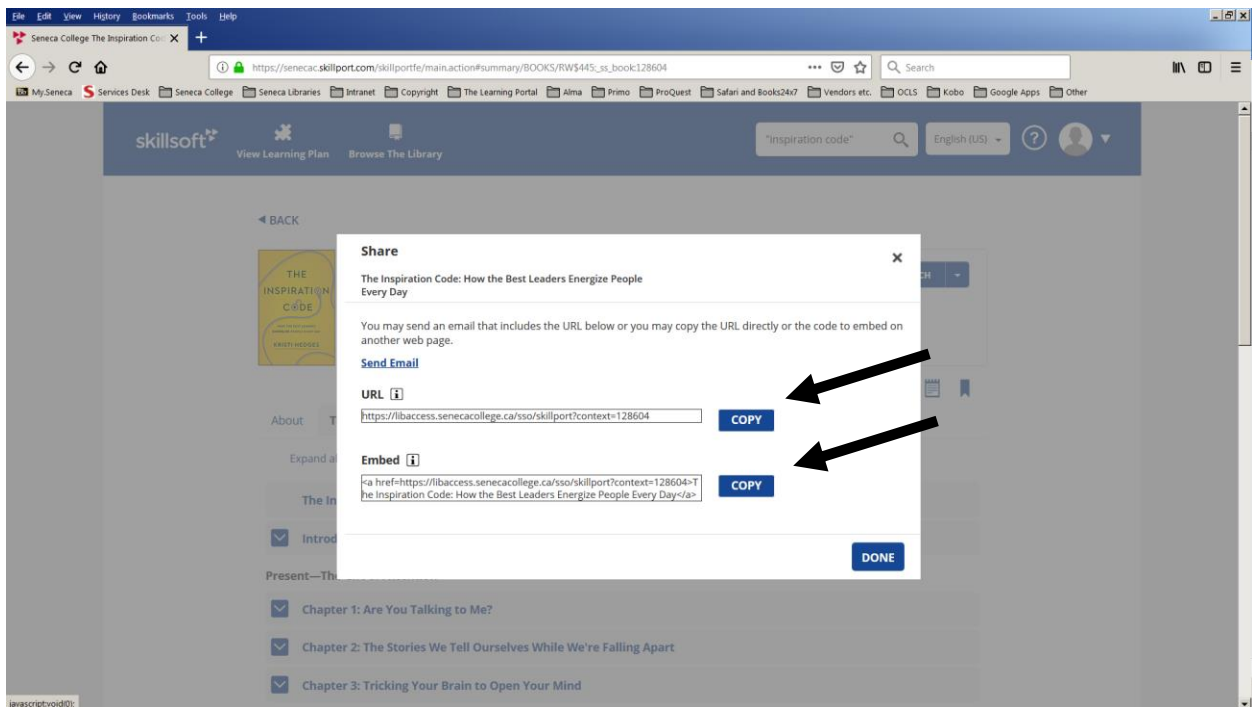 File Edit View History Bookmarks Tools Help
Seneca College The Inspiration Co
https://senecac.skillport.com/skillportfe/main.action#summary/BOOKS/RW$445:_ss_book:128604
Search
My.Seneca Services Desk Seneca College Seneca Libraries Intranet Copyright The Learning Portal Alma Primo ProQuest Safari and Books24x7 Vendors etc. OCLS Kobo Google Apps Other
skillsoft
View Learning Plan Browse The Library
"inspiration code"
English (US)
◄ BACK
THE
INSPIRATION
CODE
KRISTI HEDGES
CH
Share
The Inspiration Code: How the Best Leaders Energize People
Every Day
You may send an email that includes the URL below or you may copy the URL directly or the code to embed on
another web page.
Send Email
URL
https://libaccess.senecacollege.ca/sso/skillport?context=128604
COPY
Embed
<a href=https://libaccess.senecacollege.ca/sso/skillport?context=128604>T
he Inspiration Code: How the Best Leaders Energize People Every Day</a>
COPY
DONE
About T
Expand al
The In
Introd
Present—Th
Chapter 1: Are You Talking to Me?
Chapter 2: The Stories We Tell Ourselves While We're Falling Apart
Chapter 3: Tricking Your Brain to Open Your Mind
javascript:void(0);